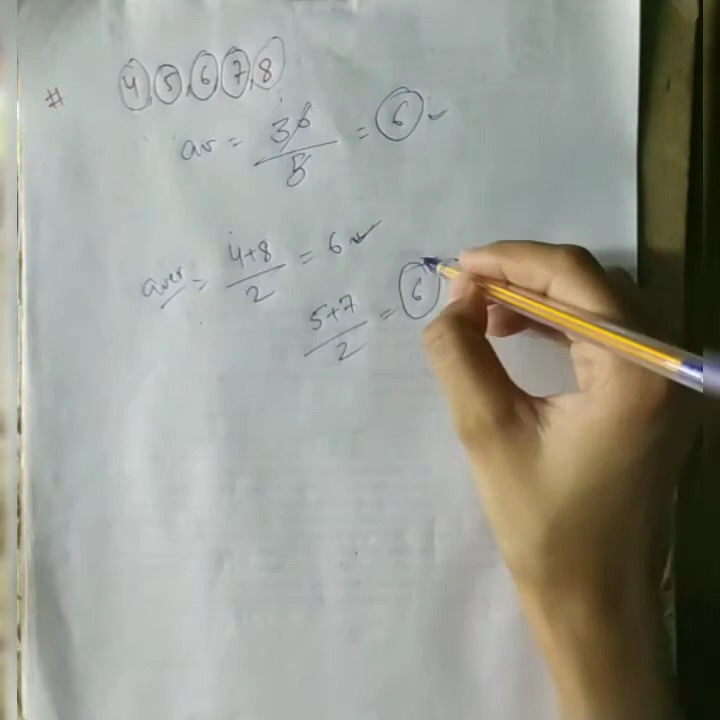 # 4, 5, 6, 7, 8
av = 30/5 = 6 ✓
aver = 4+8/2 = 6 ✓
5+7/2 = 6